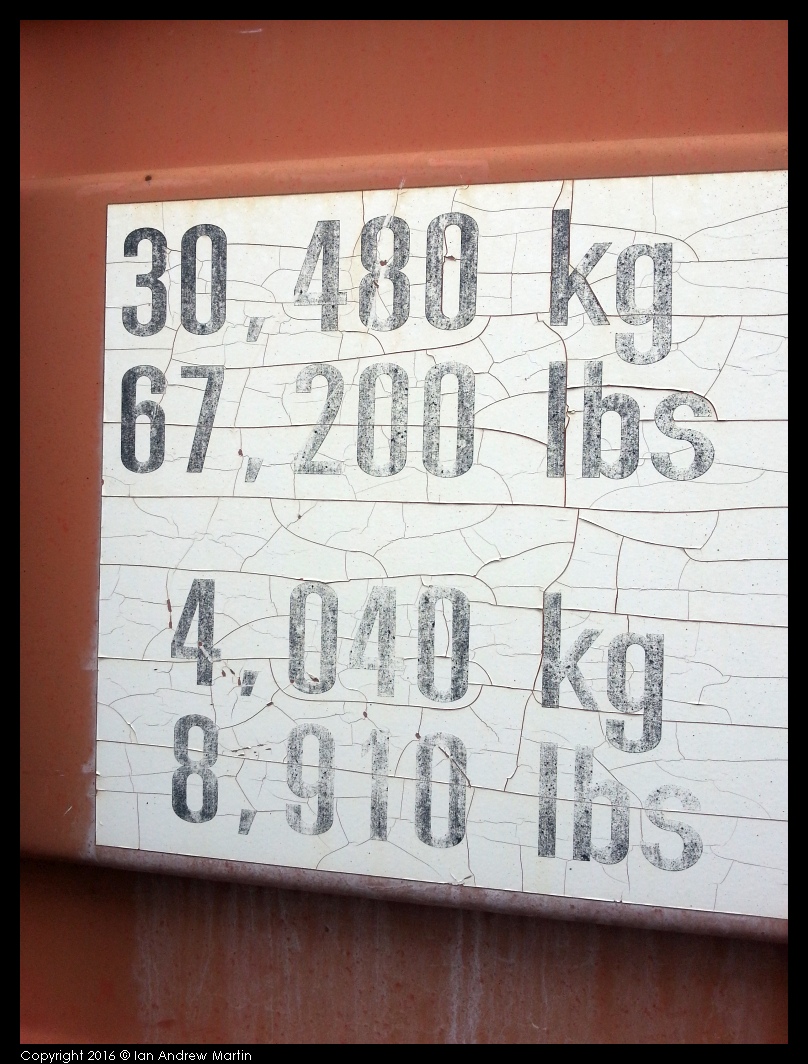 30,480 kg
67,200 lbs
4,040 kg
8,910 lbs
Copyright 2016 © Ian Andrew Martin